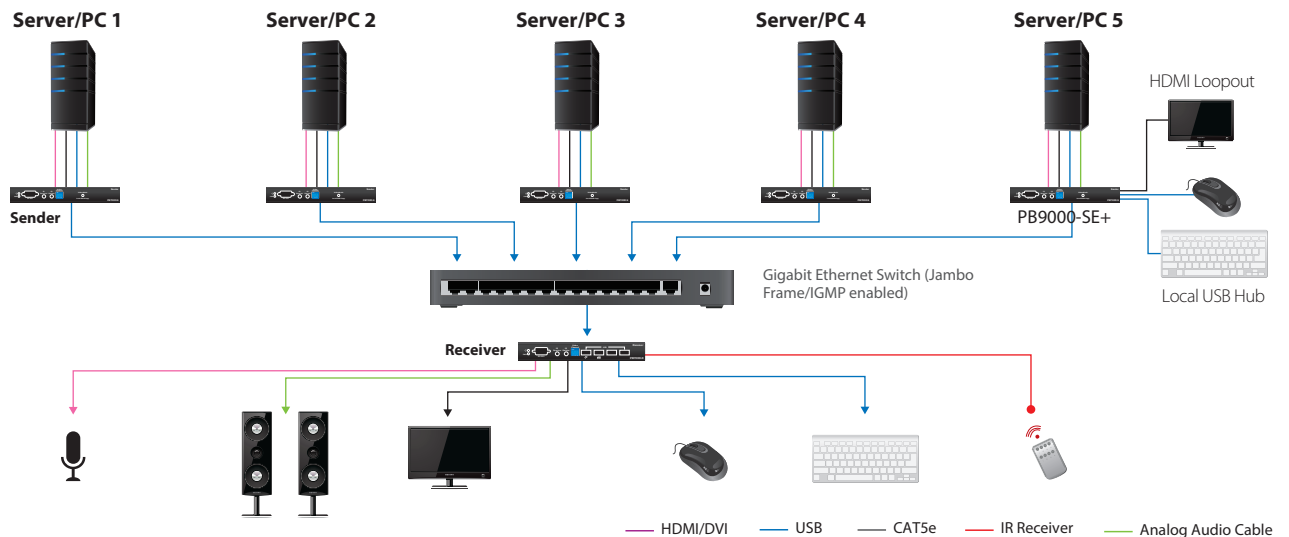 Server/PC 1
Server/PC 2
Server/PC 3
Server/PC 4
Server/PC 5
HDMI Loopout
Sender
PB9000-SE+
Local USB Hub
Gigabit Ethernet Switch (Jambo
Frame/IGMP enabled)
Receiver
HDMI/DVI
USB
CAT5e
IR Receiver
Analog Audio Cable